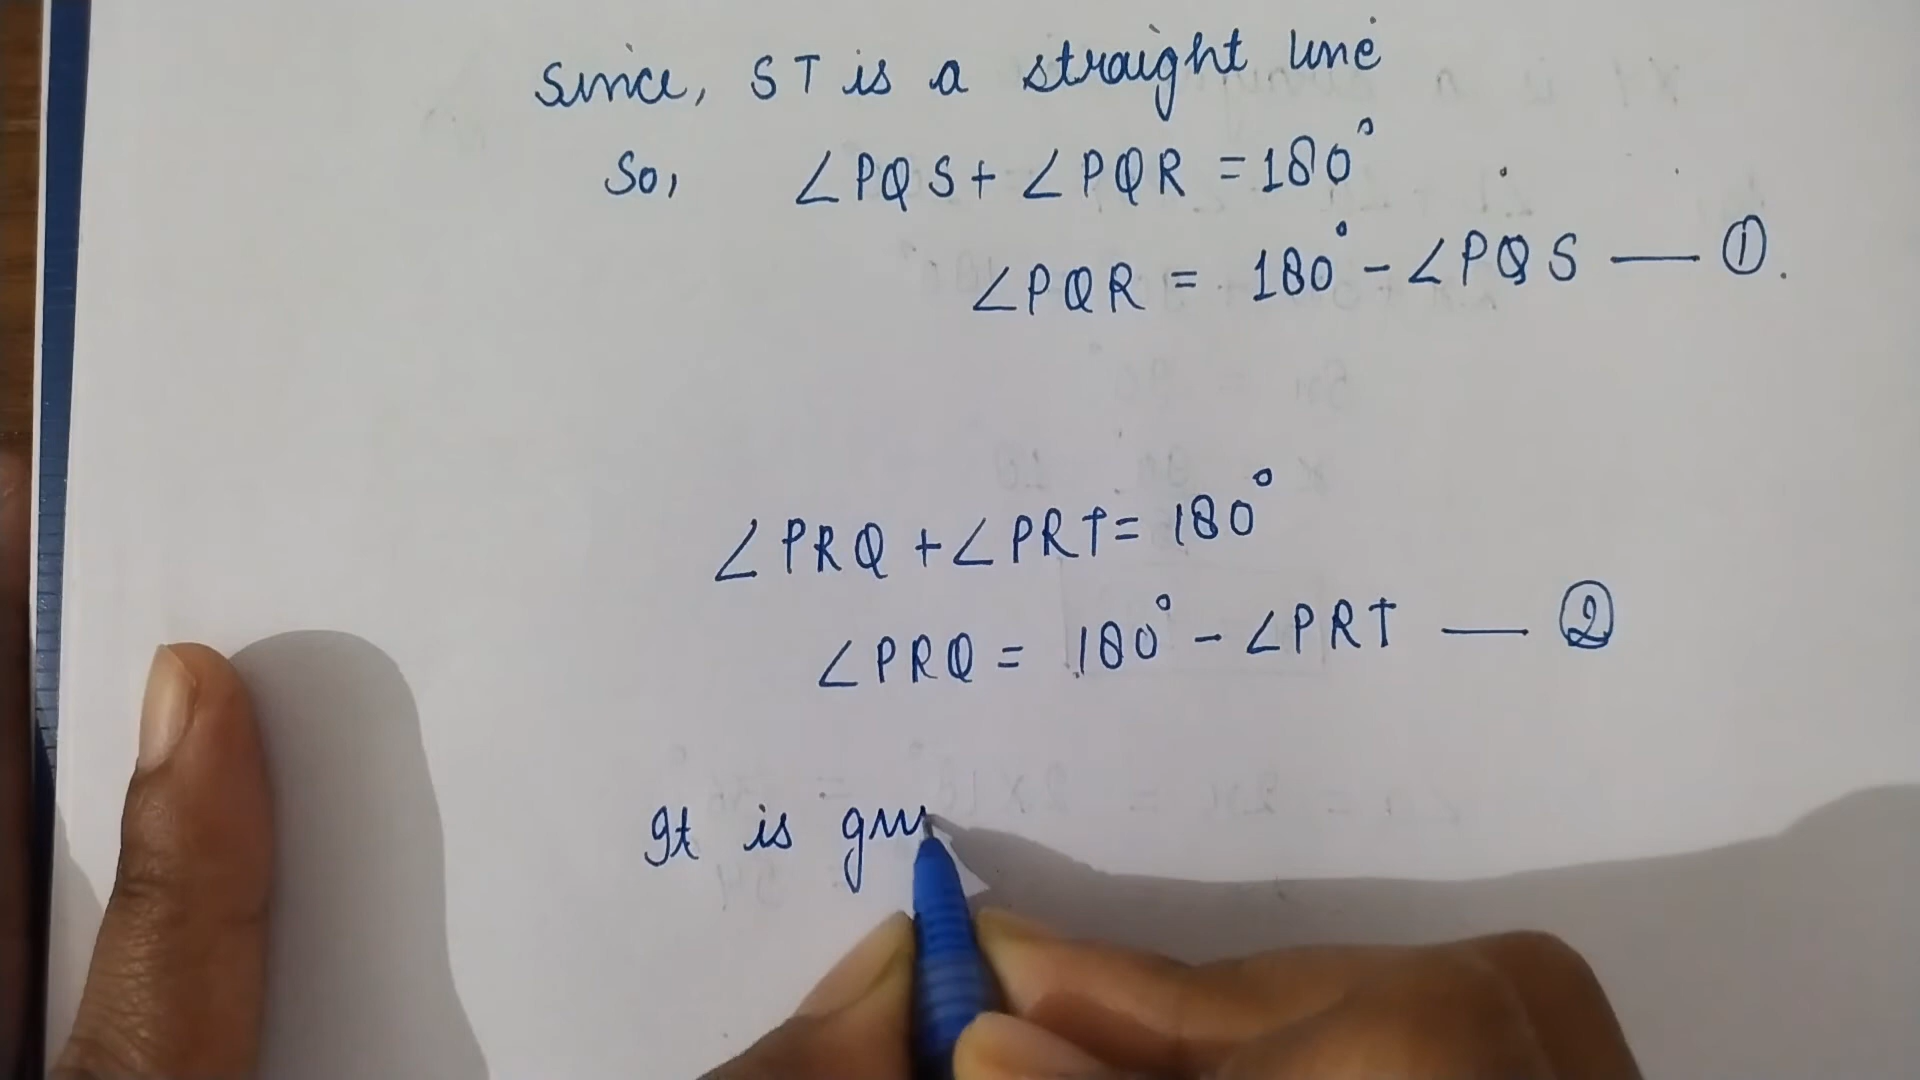 Since, ST is a straight line
So, ∠PQS + ∠PQR = 180°
∠PQR = 180° - ∠PQS — ①.
∠PRQ + ∠PRT = 180°
∠PRQ = 180° - ∠PRT — ②
It is